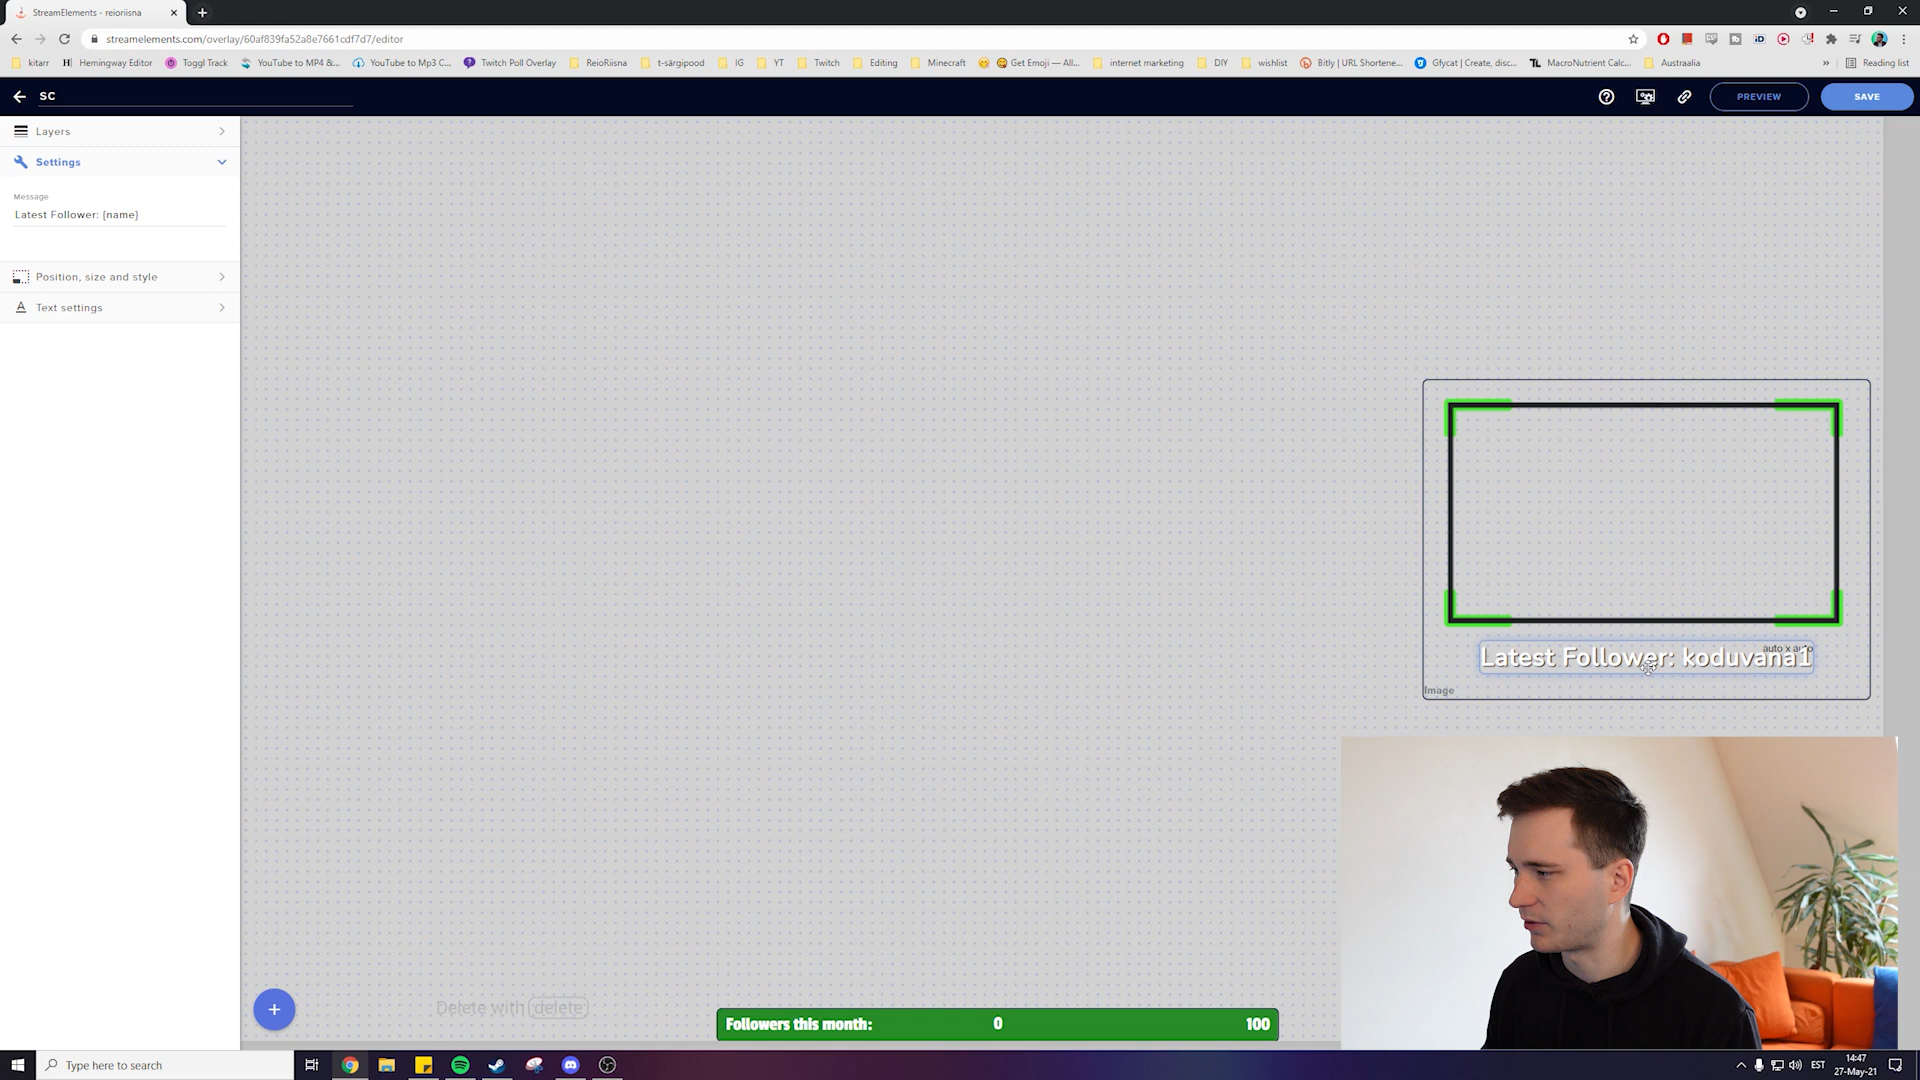 StreamElements - reioriisna
streamelements.com/overlay/60af839fa52a8e7661cdf7d7/editor
kitarr
Hemingway Editor
Toggl Track
YouTube to MP4 &...
YouTube to Mp3 C...
Twitch Poll Overlay
ReioRiisna
t-särgipood
IG
YT
Twitch
Editing
Minecraft
Get Emoji — All...
internet marketing
DIY
wishlist
Bitly | URL Shortene...
Gfycat | Create, disc...
MacroNutrient Calc...
Austraalia
»
Reading list
SC
PREVIEW
SAVE
Layers
Settings
Message
Latest Follower: {name}
Position, size and style
Text settings
auto x auto
Latest Follower: koduvana1
Image
Delete with delete
Followers this month: 0 100
Type here to search
EST
14:47
27-May-21